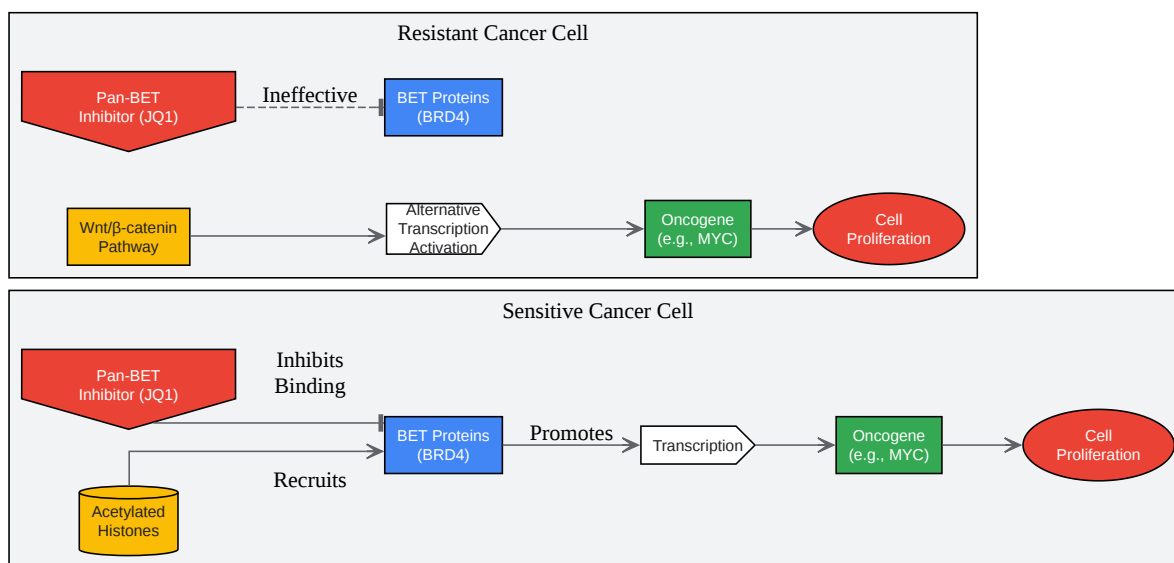 Resistant Cancer Cell
Pan-BET
Inhibitor (JQ1)
Ineffective
BET Proteins
(BRD4)
Wnt/β-catenin
Pathway
Alternative
Transcription
Activation
Oncogene
(e.g., MYC)
Cell
Proliferation
Sensitive Cancer Cell
Pan-BET
Inhibitor (JQ1)
Inhibits
Binding
Acetylated
Histones
Recruits
BET Proteins
(BRD4)
Promotes
Transcription
Oncogene
(e.g., MYC)
Cell
Proliferation